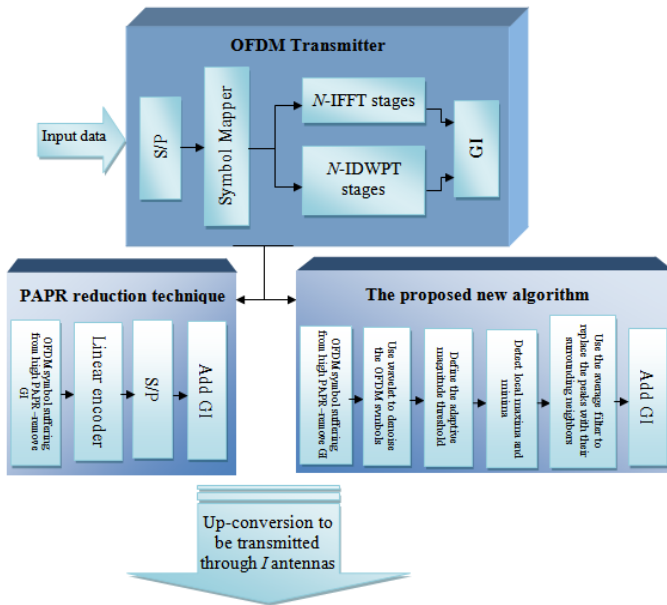 OFDM Transmitter
Input data
S/P
Symbol Mapper
N-IFFT stages
N-IDWPT
stages
GI
PAPR reduction technique
OFDM symbol suffering
from high PAPR–remove
GI
Linear encoder
S/P
Add GI
The proposed new algorithm
OFDM symbol suffering
from high PAPR–remove
GI
Use wavelet to denoise
the OFDM symbols
Define the adaptive
magnitude threshold
Detect local maxima and
minima
Use the average filter to
replace the peaks with their
surrounding neighbors
Add GI
Up-conversion to
be transmitted
through I antennas